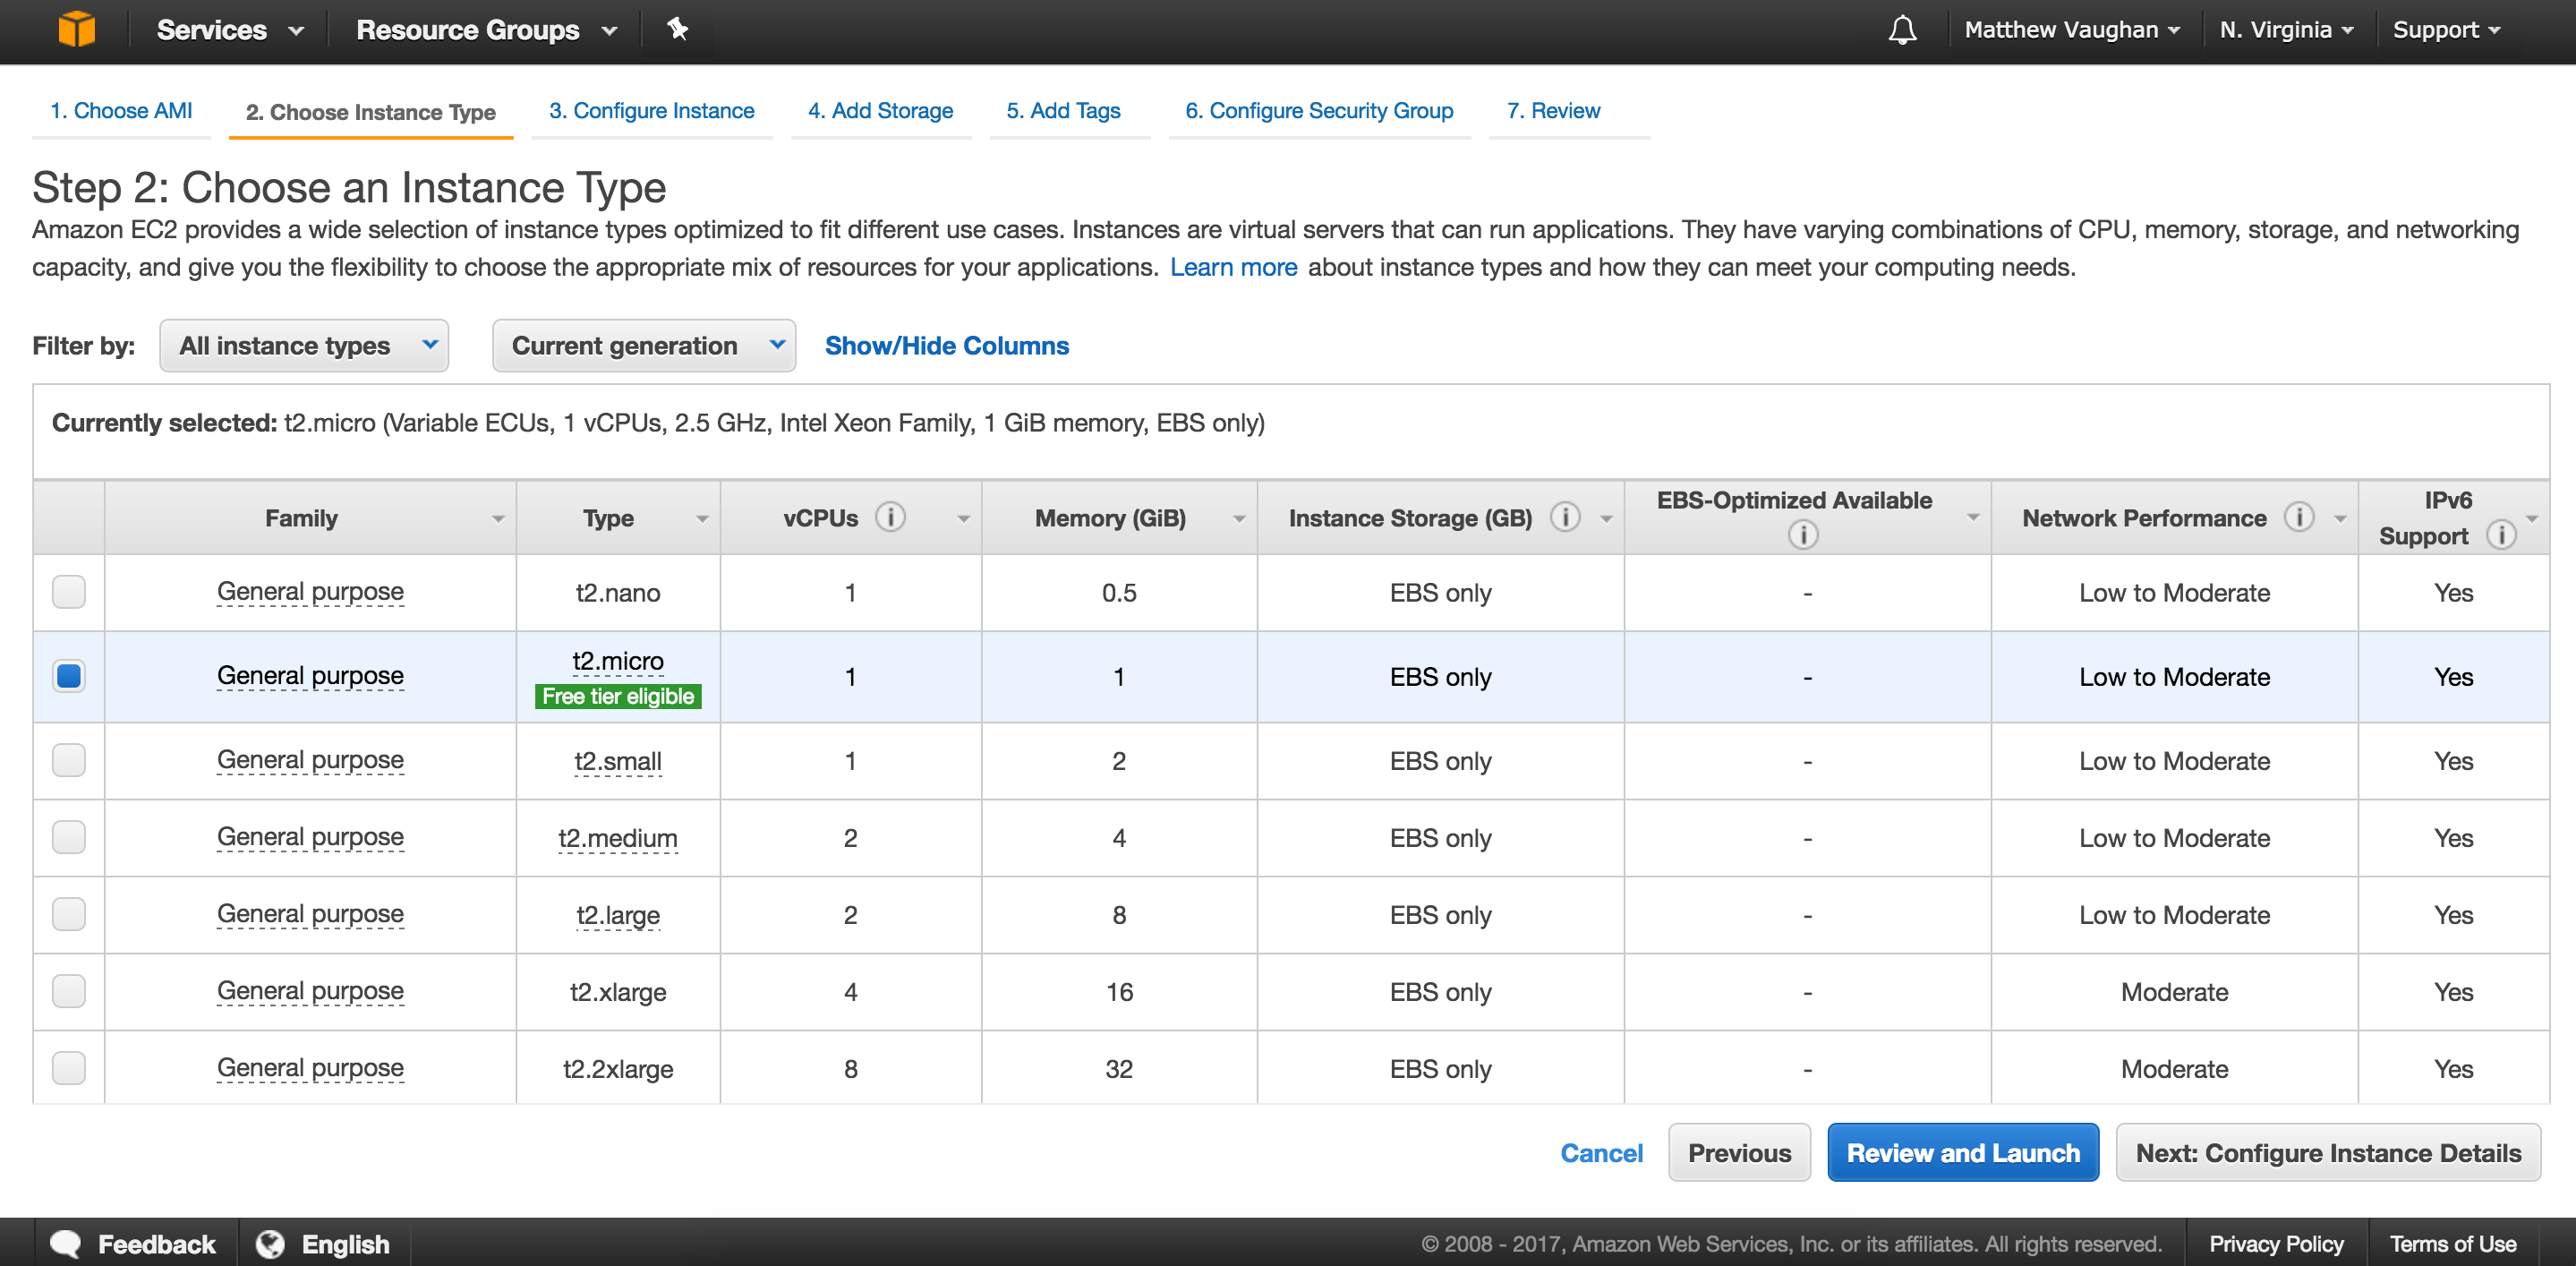 Services Resource Groups Matthew Vaughan N. Virginia Support
1. Choose AMI 2. Choose Instance Type 3. Configure Instance 4. Add Storage 5. Add Tags 6. Configure Security Group 7. Review
Step 2: Choose an Instance Type
Amazon EC2 provides a wide selection of instance types optimized to fit different use cases. Instances are virtual servers that can run applications. They have varying combinations of CPU, memory, storage, and networking
capacity, and give you the flexibility to choose the appropriate mix of resources for your applications. Learn more about instance types and how they can meet your computing needs.
Filter by: All instance types Current generation Show/Hide Columns
Currently selected: t2.micro (Variable ECUs, 1 vCPUs, 2.5 GHz, Intel Xeon Family, 1 GiB memory, EBS only)
Family Type vCPUs i Memory (GiB) Instance Storage (GB) i EBS-Optimized Available i Network Performance i IPv6 Support i
General purpose t2.nano 1 0.5 EBS only - Low to Moderate Yes
General purpose t2.micro Free tier eligible 1 1 EBS only - Low to Moderate Yes
General purpose t2.small 1 2 EBS only - Low to Moderate Yes
General purpose t2.medium 2 4 EBS only - Low to Moderate Yes
General purpose t2.large 2 8 EBS only - Low to Moderate Yes
General purpose t2.xlarge 4 16 EBS only - Moderate Yes
General purpose t2.2xlarge 8 32 EBS only - Moderate Yes
Cancel Previous Review and Launch Next: Configure Instance Details
Feedback English © 2008 - 2017, Amazon Web Services, Inc. or its affiliates. All rights reserved. Privacy Policy Terms of Use